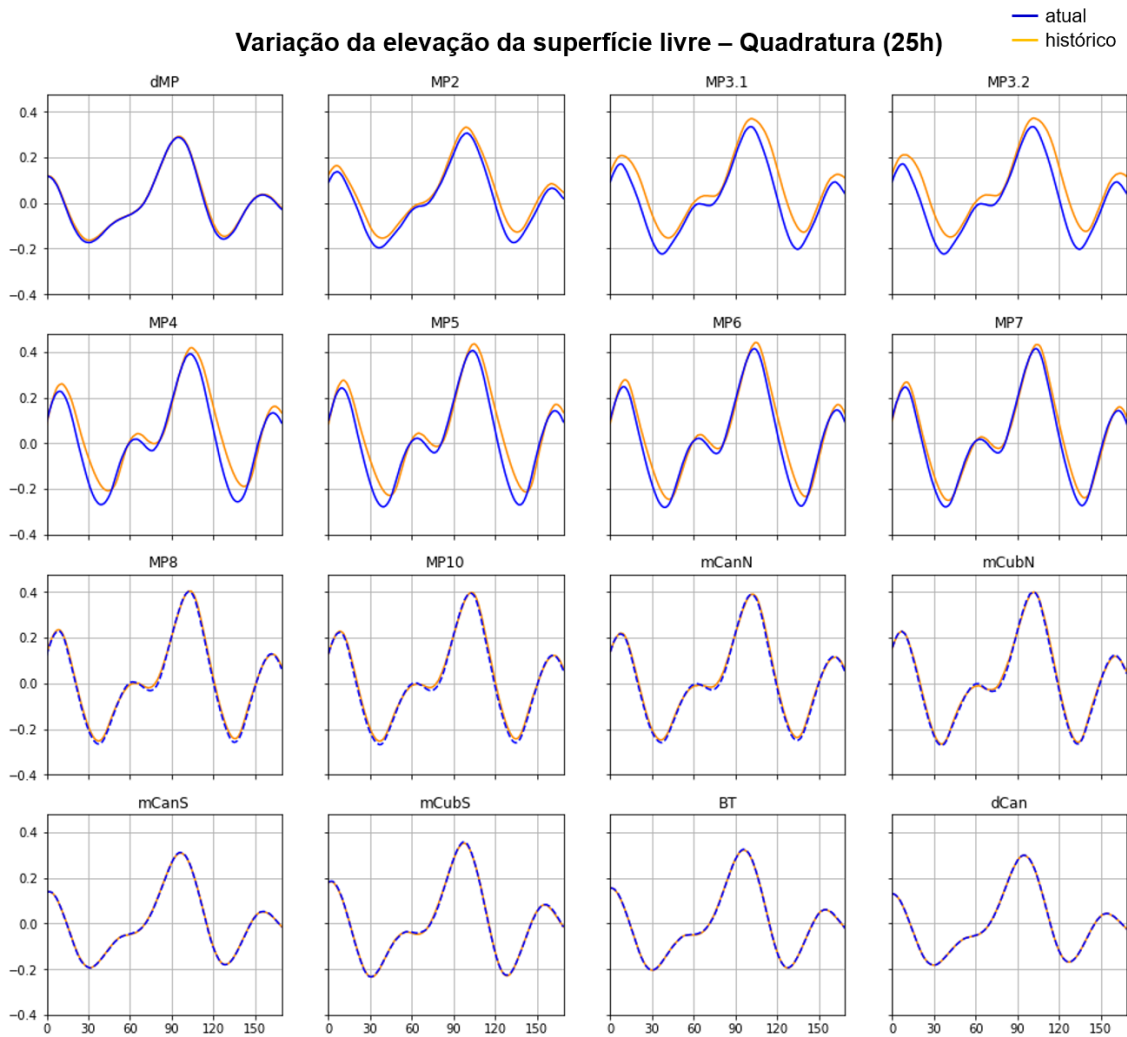 atual
Variação da elevação da superfície livre – Quadratura (25h)
histórico
dMP MP2 MP3.1 MP3.2
0.4
0.2
0.0
−0.2
−0.4
MP4 MP5 MP6 MP7
0.4
0.2
0.0
−0.2
−0.4
MP8 MP10 mCanN mCubN
0.4
0.2
0.0
−0.2
−0.4
mCanS mCubS BT dCan
0.4
0.2
0.0
−0.2
−0.4
0 30 60 90 120 150 0 30 60 90 120 150 0 30 60 90 120 150 0 30 60 90 120 150